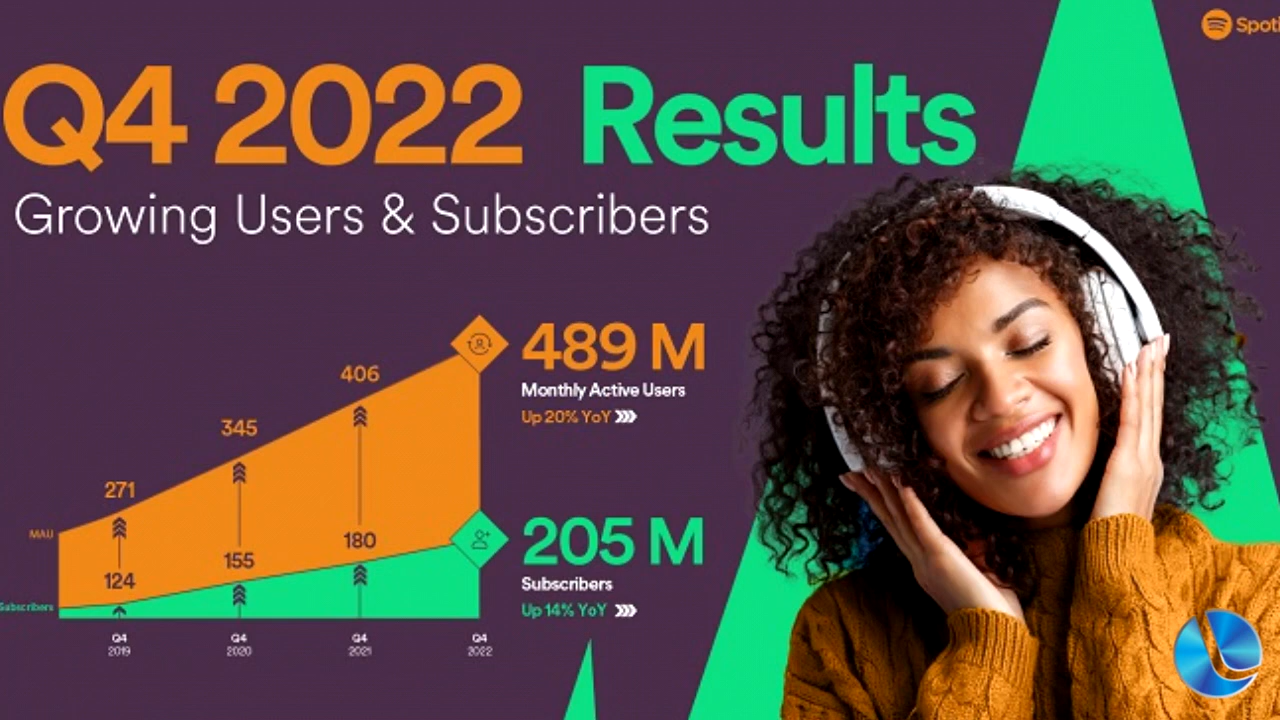 Spoti
Q4 2022 Results
Growing Users & Subscribers
489 M
Monthly Active Users
Up 20% YoY
406
345
271
MAU
205 M
Subscribers
Up 14% YoY
180
155
124
Subscribers
Q4 Q4 Q4 Q4
2019 2020 2021 2022